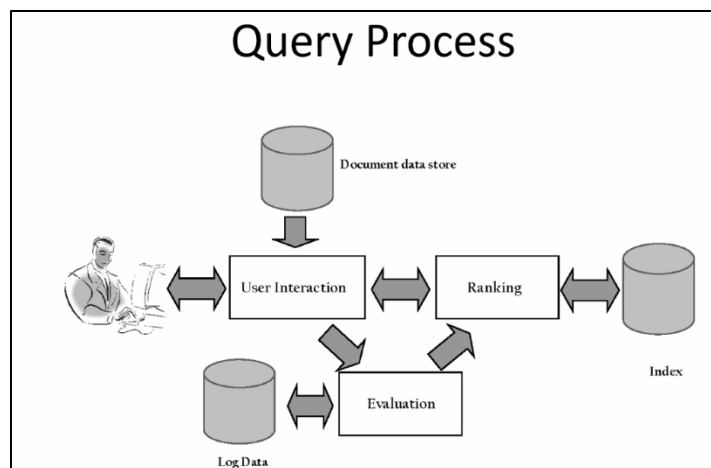 Query Process
Document data store
User Interaction
Ranking
Index
Evaluation
Log Data